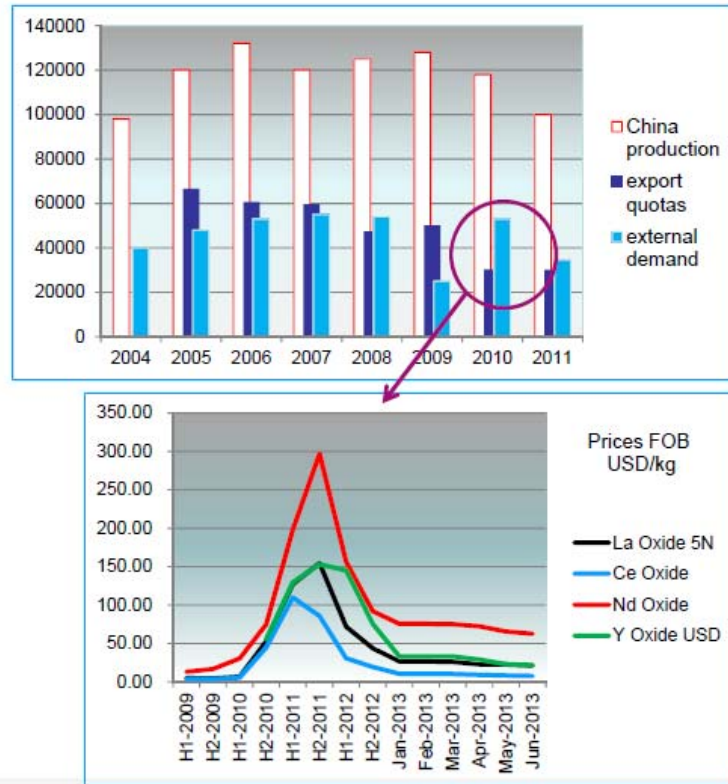 140000
120000
100000
80000
60000
40000
20000
0
2004 2005 2006 2007 2008 2009 2010 2011
China
production
export
quotas
external
demand
350.00
300.00
250.00
200.00
150.00
100.00
50.00
0.00
H1-2009
H2-2009
H1-2010
H2-2010
H1-2011
H2-2011
H1-2012
H2-2012
Jan-2013
Feb-2013
Mar-2013
Apr-2013
May-2013
Jun-2013
Prices FOB
USD/kg
La Oxide 5N
Ce Oxide
Nd Oxide
Y Oxide USD